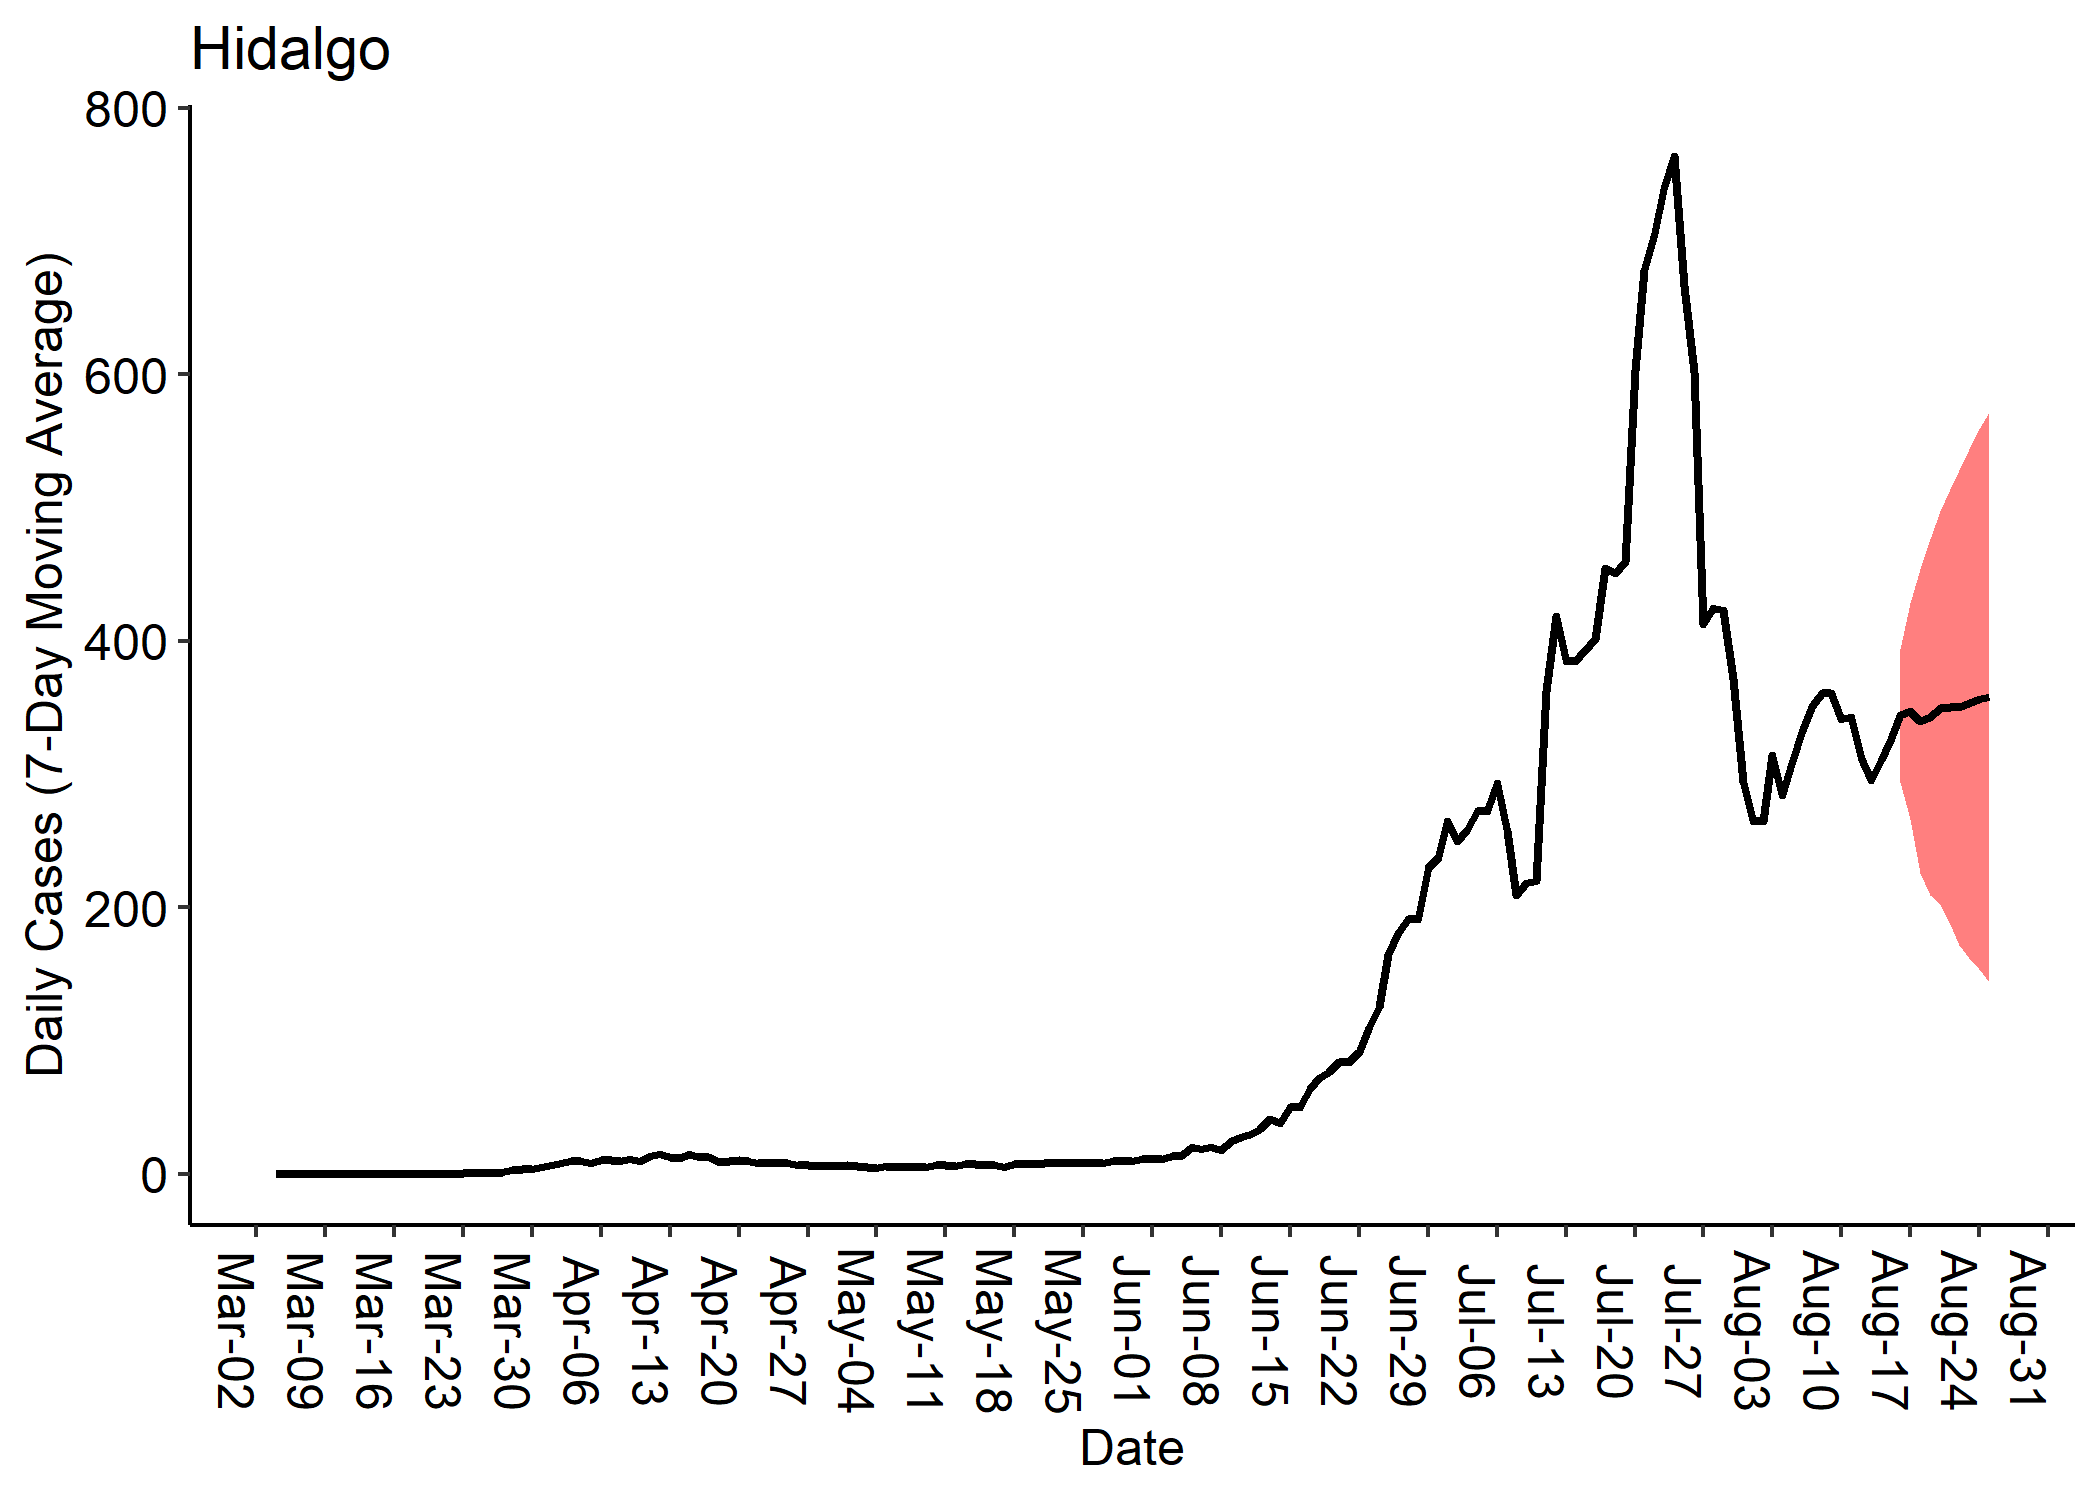 Hidalgo
Daily Cases (7-Day Moving Average)
800
600
400
200
0
Mar-02
Mar-09
Mar-16
Mar-23
Mar-30
Apr-06
Apr-13
Apr-20
Apr-27
May-04
May-11
May-18
May-25
Jun-01
Jun-08
Jun-15
Jun-22
Jun-29
Jul-06
Jul-13
Jul-20
Jul-27
Aug-03
Aug-10
Aug-17
Aug-24
Aug-31
Date